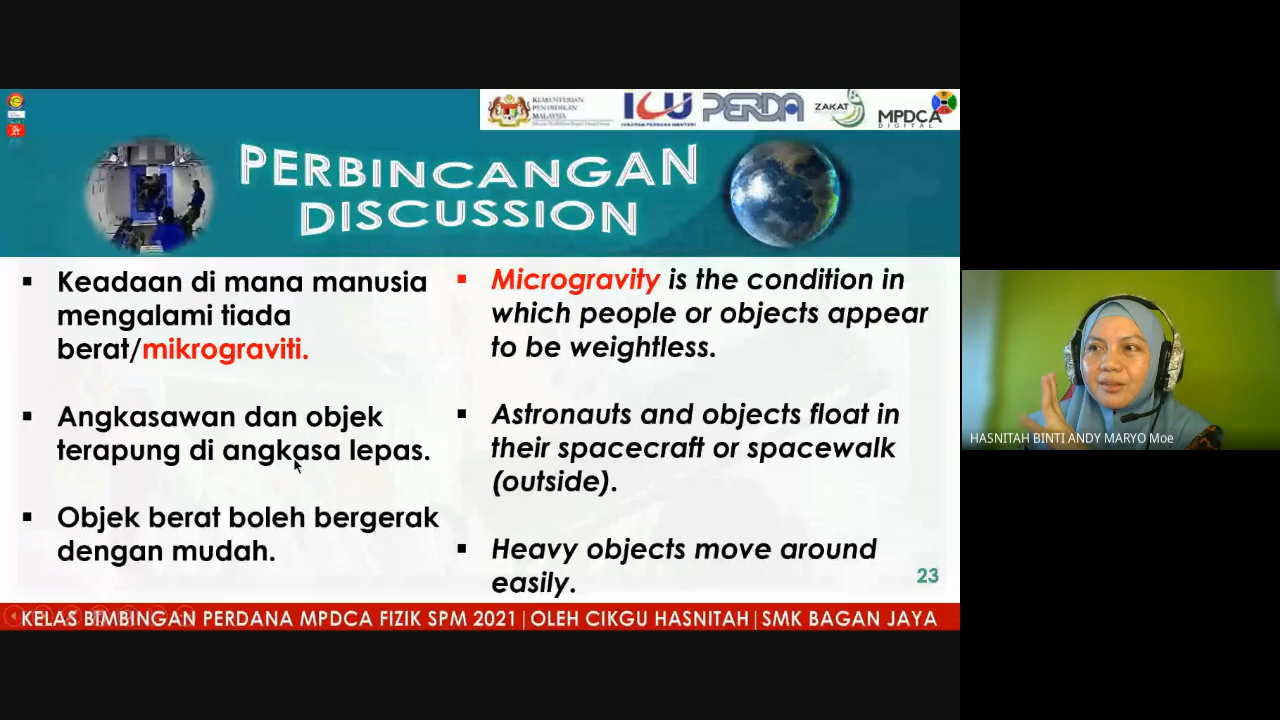 KEMENTERIAN
PENDIDIKAN
MALAYSIA
ICU
PERDA
ZAKAT
MPDCA
DIGITAL
PERBINCANGAN
DISCUSSION
▪ Keadaan di mana manusia
mengalami tiada
berat/mikrograviti.
▪ Angkasawan dan objek
terapung di angkasa lepas.
▪ Objek berat boleh bergerak
dengan mudah.
▪ Microgravity is the condition in
which people or objects appear
to be weightless.
▪ Astronauts and objects float in
their spacecraft or spacewalk
(outside).
▪ Heavy objects move around
easily.
23
KELAS BIMBINGAN PERDANA MPDCA FIZIK SPM 2021|OLEH CIKGU HASNITAH|SMK BAGAN JAYA
HASNITAH BINTI ANDY MARYO Moe